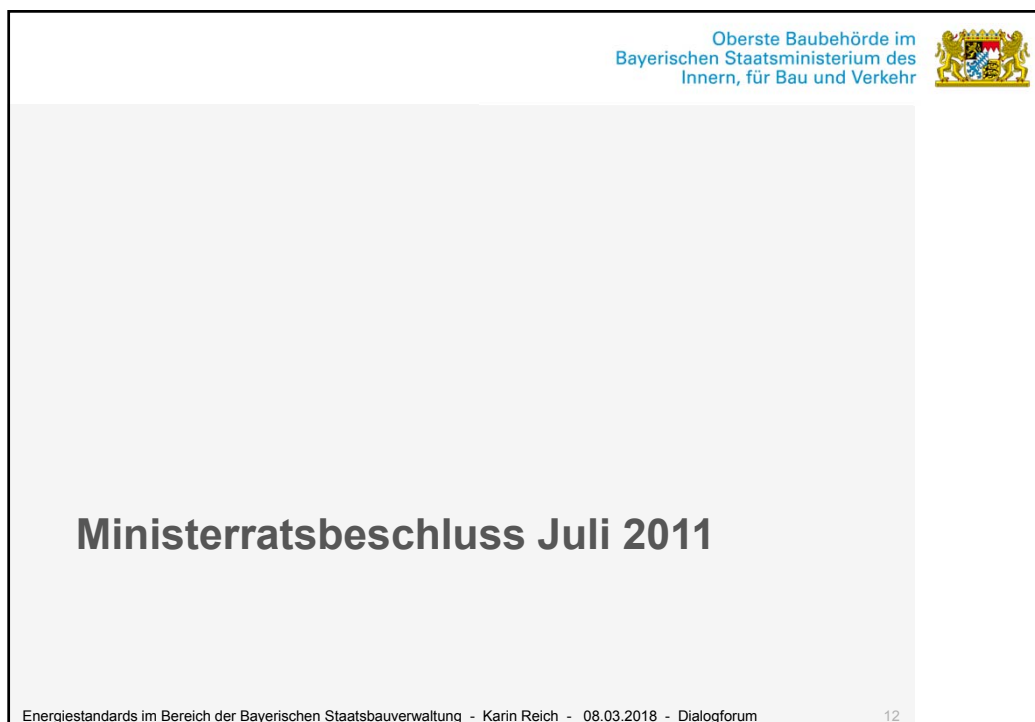 Oberste Baubehörde im
Bayerischen Staatsministerium des
Innern, für Bau und Verkehr
Ministerratsbeschluss Juli 2011
Energiestandards im Bereich der Bayerischen Staatsbauverwaltung - Karin Reich - 08.03.2018 - Dialogforum 12